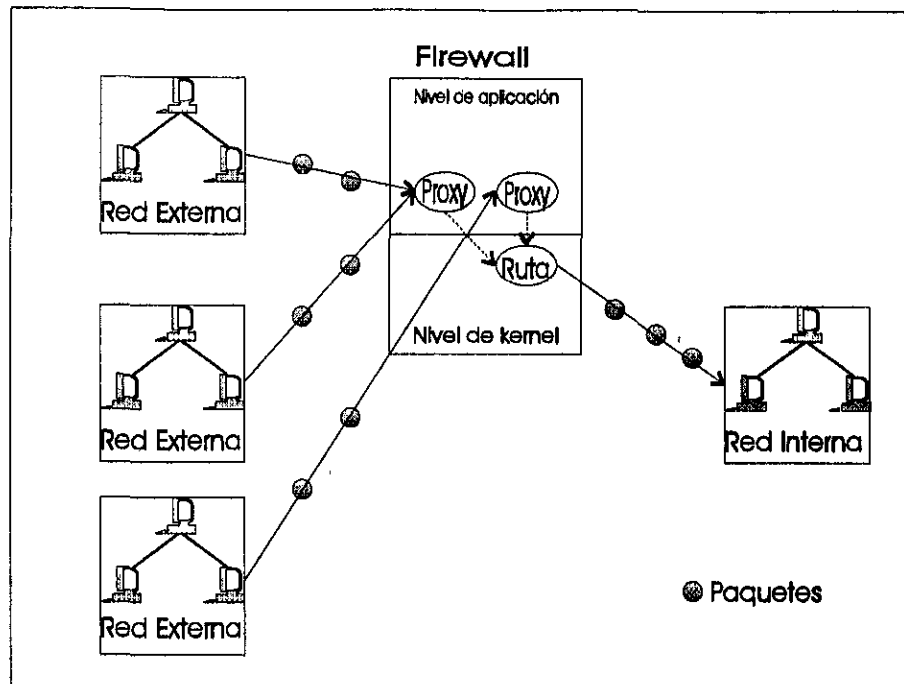 Firewall
Nivel de aplicación
Proxy
Proxy
Red Externa
Ruta
Nivel de kernel
Red Externa
Red Interna
Paquetes
Red Externa